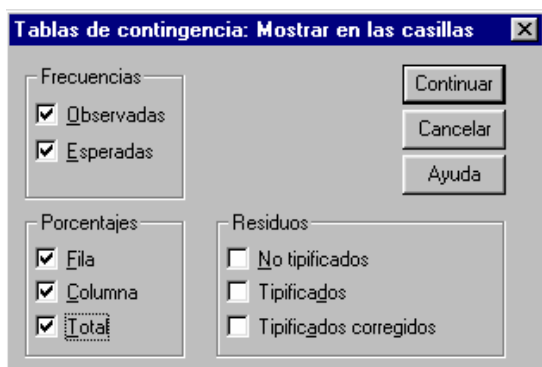 Tablas de contingencia: Mostrar en las casillas
Frecuencias
Observadas
Esperadas
Continuar
Cancelar
Ayuda
Porcentajes
Fila
Columna
Total
Residuos
No tipificados
Tipificados
Tipificados corregidos